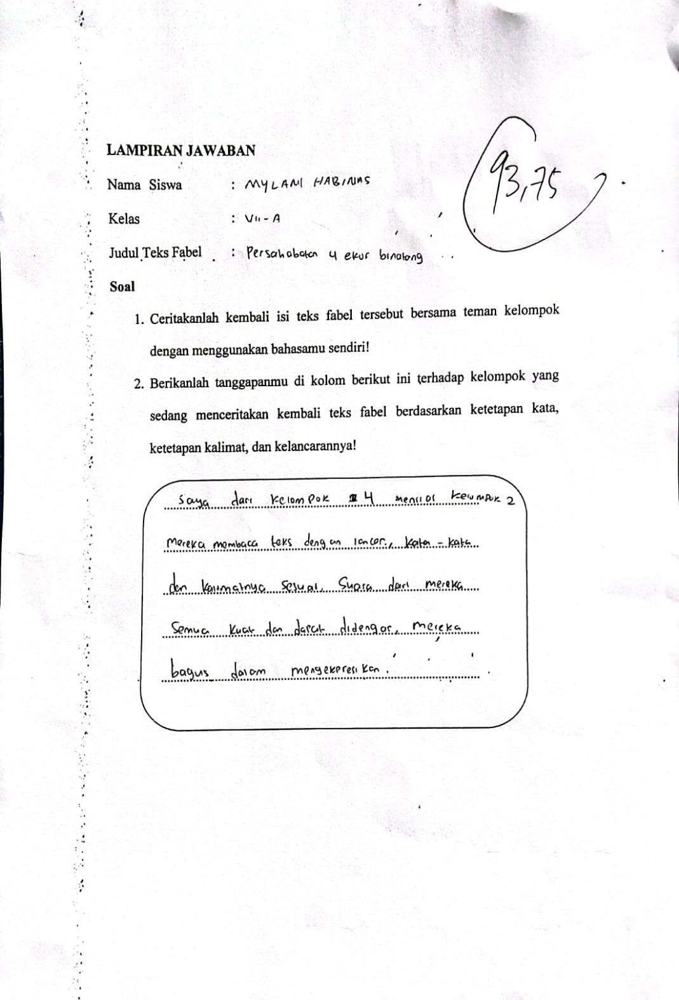 LAMPIRAN JAWABAN
93,75
Nama Siswa : MYLANI HABINAS
Kelas : VII - A
Judul Teks Fabel : Persahabatan 4 ekur binatang
Soal
1. Ceritakanlah kembali isi teks fabel tersebut bersama teman kelompok
dengan menggunakan bahasamu sendiri!
2. Berikanlah tanggapanmu di kolom berikut ini terhadap kelompok yang
sedang menceritakan kembali teks fabel berdasarkan ketetapan kata,
ketetapan kalimat, dan kelancarannya!
Saya dari Kelompok 4 menilai kelompok 2
Mereka membaca teks dengan lancar, kata - kata
dan kalimatnya sesuai, Suara dari mereka
Semua kuat dan dapat didengar, mereka
bagus dalam mengekpresikan.